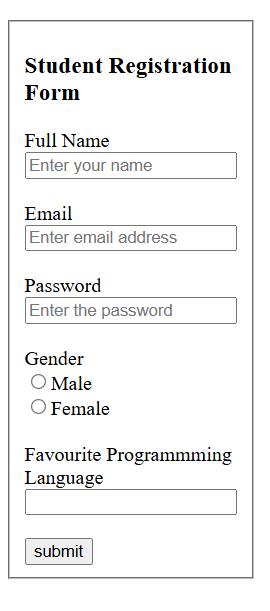 Student Registration
Form
Full Name
Enter your name
Email
Enter email address
Password
Enter the password
Gender
Male
Female
Favourite Programmming
Language
submit